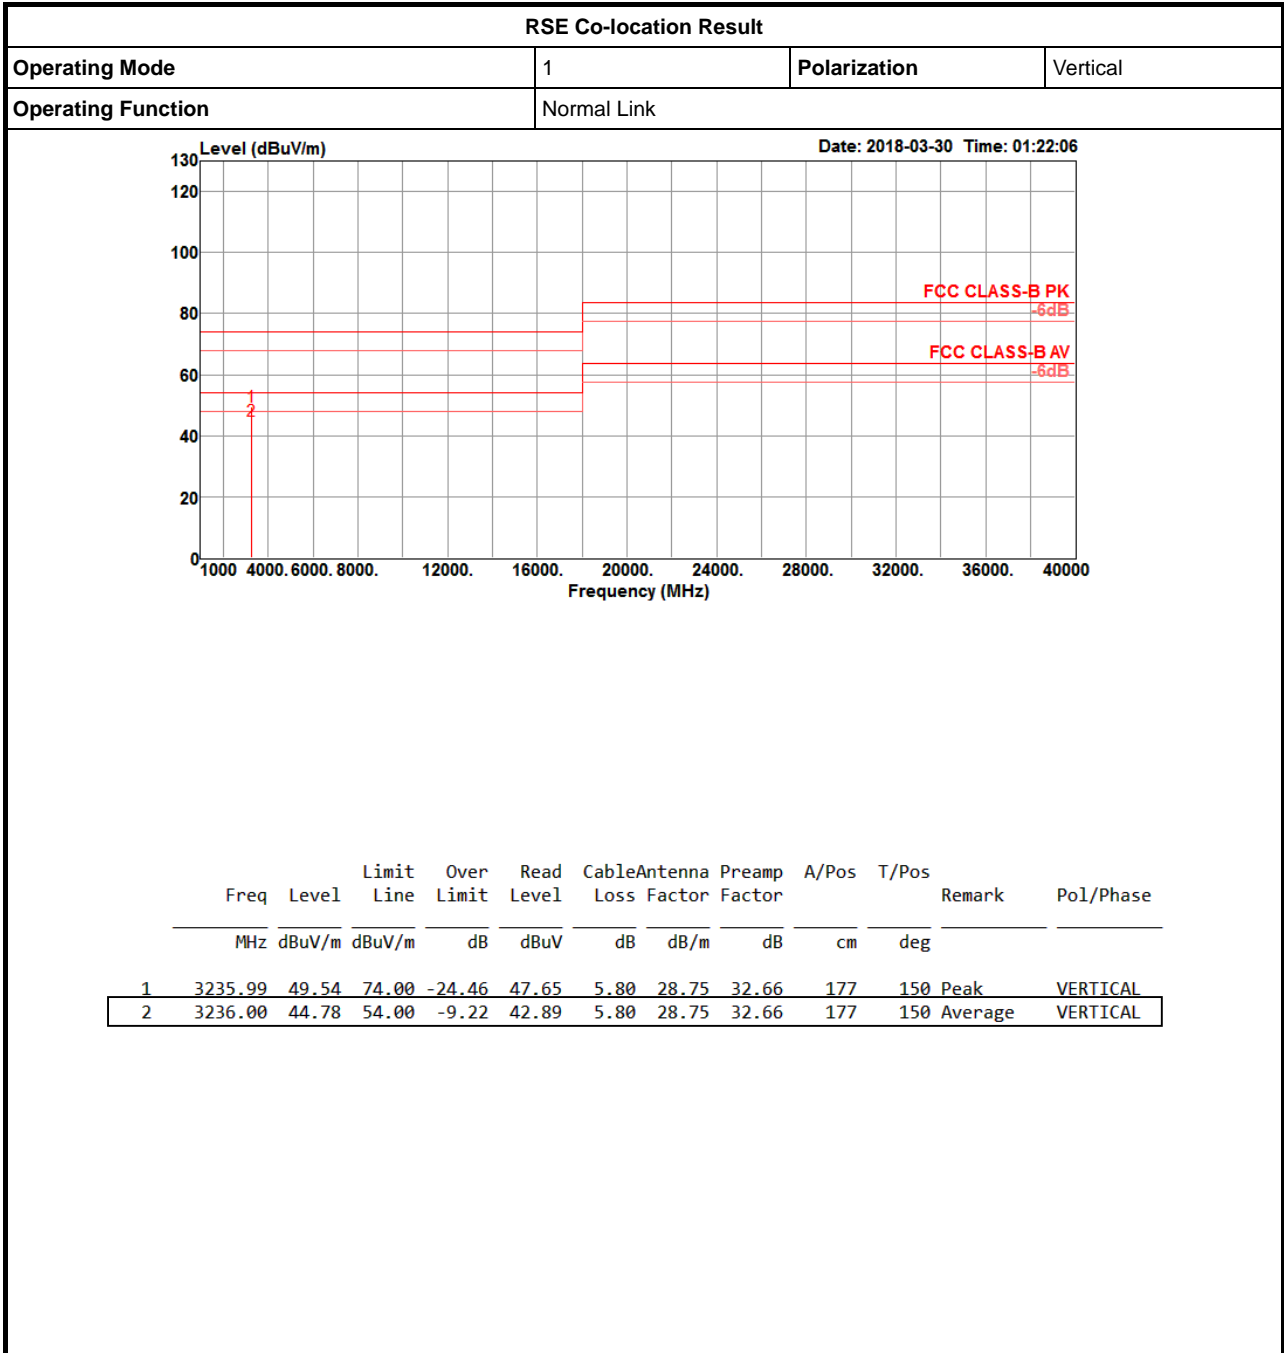 RSE Co-location Result
Operating Mode 1 Polarization Vertical
Operating Function Normal Link
Level (dBuV/m) Date: 2018-03-30 Time: 01:22:06
130
120
100
FCC CLASS-B PK
80 -6dB
FCC CLASS-B AV
60 -6dB
1
2
40
20
0
1000 4000. 6000. 8000. 12000. 16000. 20000. 24000. 28000. 32000. 36000. 40000
Frequency (MHz)
Limit Over Read CableAntenna Preamp A/Pos T/Pos
Freq Level Line Limit Level Loss Factor Factor Remark Pol/Phase
MHz dBuV/m dBuV/m dB dBuV dB dB/m dB cm deg
1 3235.99 49.54 74.00 -24.46 47.65 5.80 28.75 32.66 177 150 Peak VERTICAL
2 3236.00 44.78 54.00 -9.22 42.89 5.80 28.75 32.66 177 150 Average VERTICAL